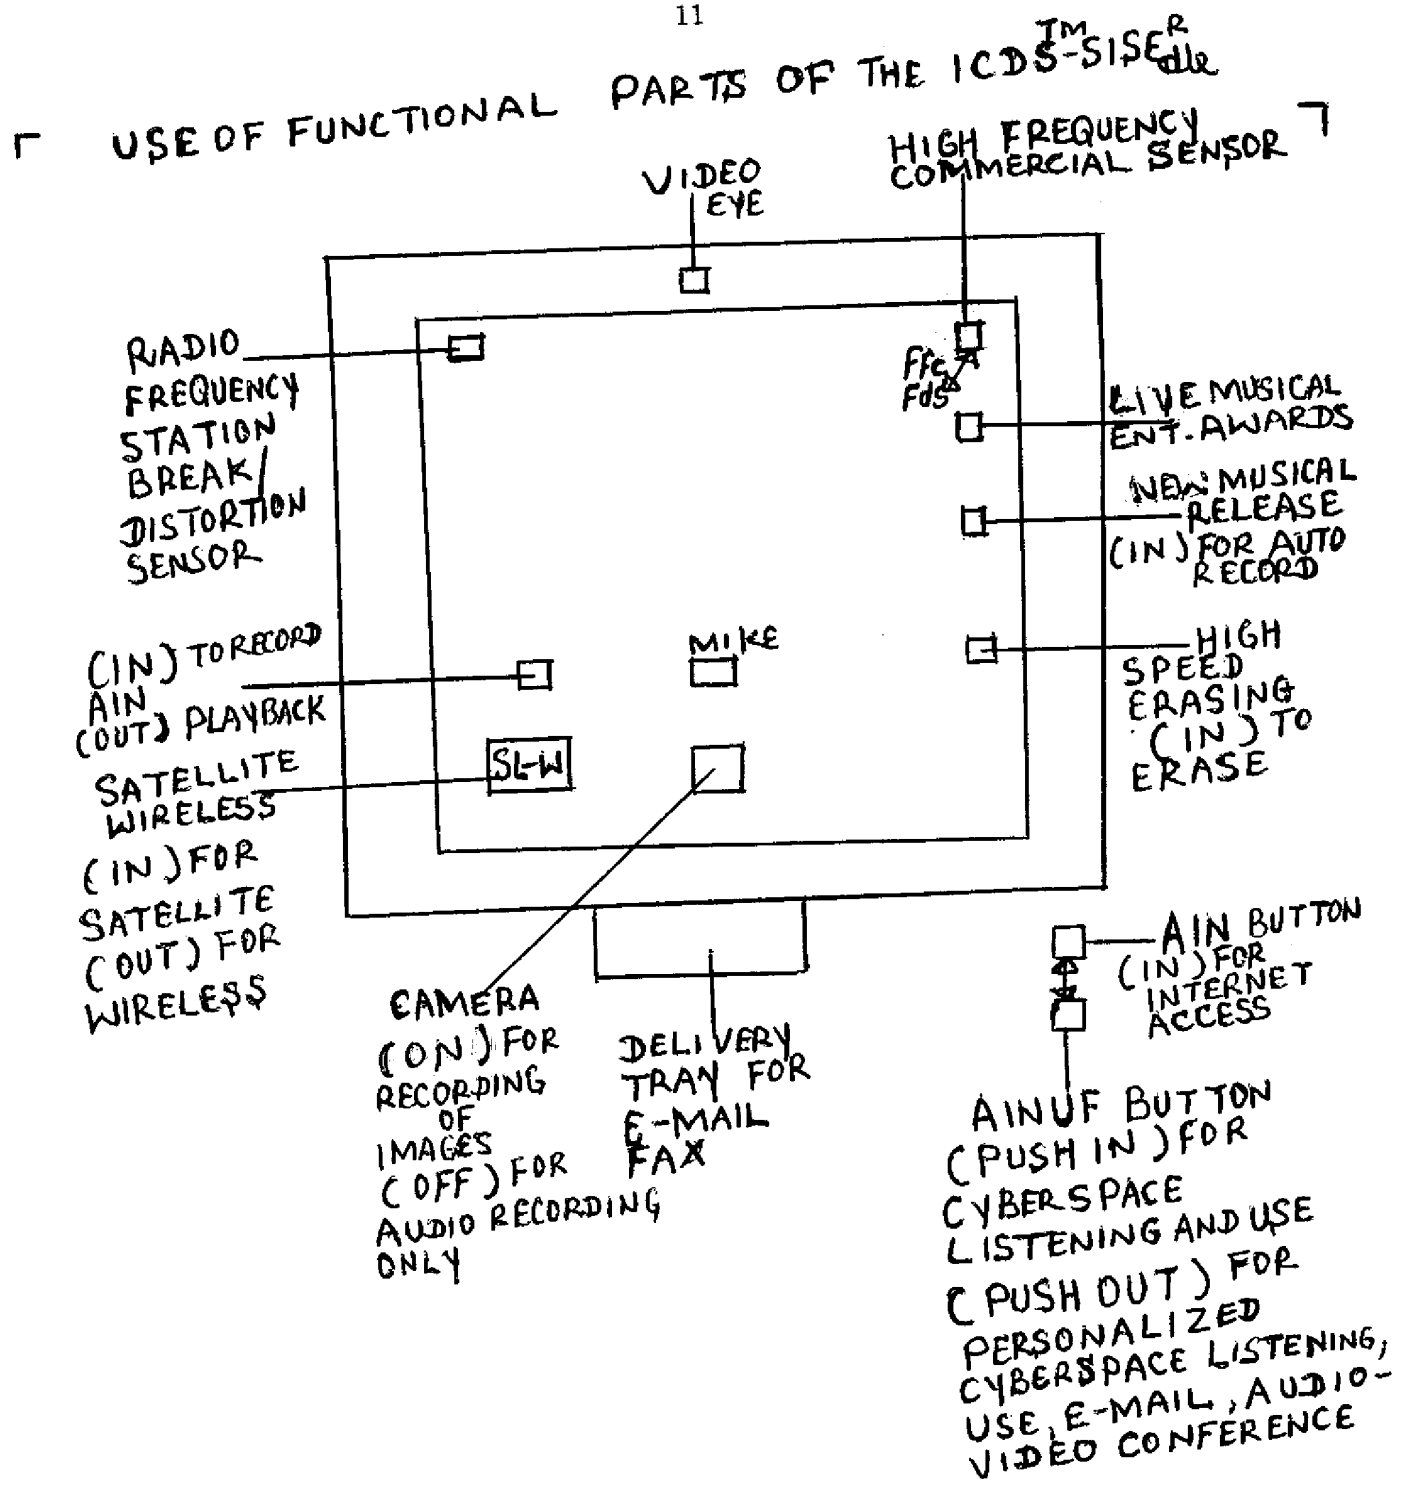 11
USE OF FUNCTIONAL PARTS OF THE ICDS™-SISE R dle
HIGH FREQUENCY
COMMERCIAL SENSOR
VIDEO
EYE
RADIO
FREQUENCY
STATION
BREAK/
DISTORTION
SENSOR
Ffc
Fds
LIVE MUSICAL
ENT. AWARDS
NEW MUSICAL
RELEASE
(IN) FOR AUTO
RECORD
(IN) TO RECORD
AIN
(OUT) PLAYBACK
MIKE
HIGH
SPEED
ERASING
(IN) TO
ERASE
SATELLITE
WIRELESS
(IN) FOR
SATELLITE
(OUT) FOR
WIRELESS
SL-W
CAMERA
(ON) FOR
RECORDING
OF
IMAGES
(OFF) FOR
AUDIO RECORDING
ONLY
DELIVERY
TRAY FOR
E-MAIL
FAX
AIN BUTTON
(IN) FOR
INTERNET
ACCESS
AINUF BUTTON
(PUSH IN) FOR
CYBERSPACE
LISTENING AND USE
(PUSH OUT) FOR
PERSONALIZED
CYBERSPACE LISTENING,
USE, E-MAIL, AUDIO-
VIDEO CONFERENCE